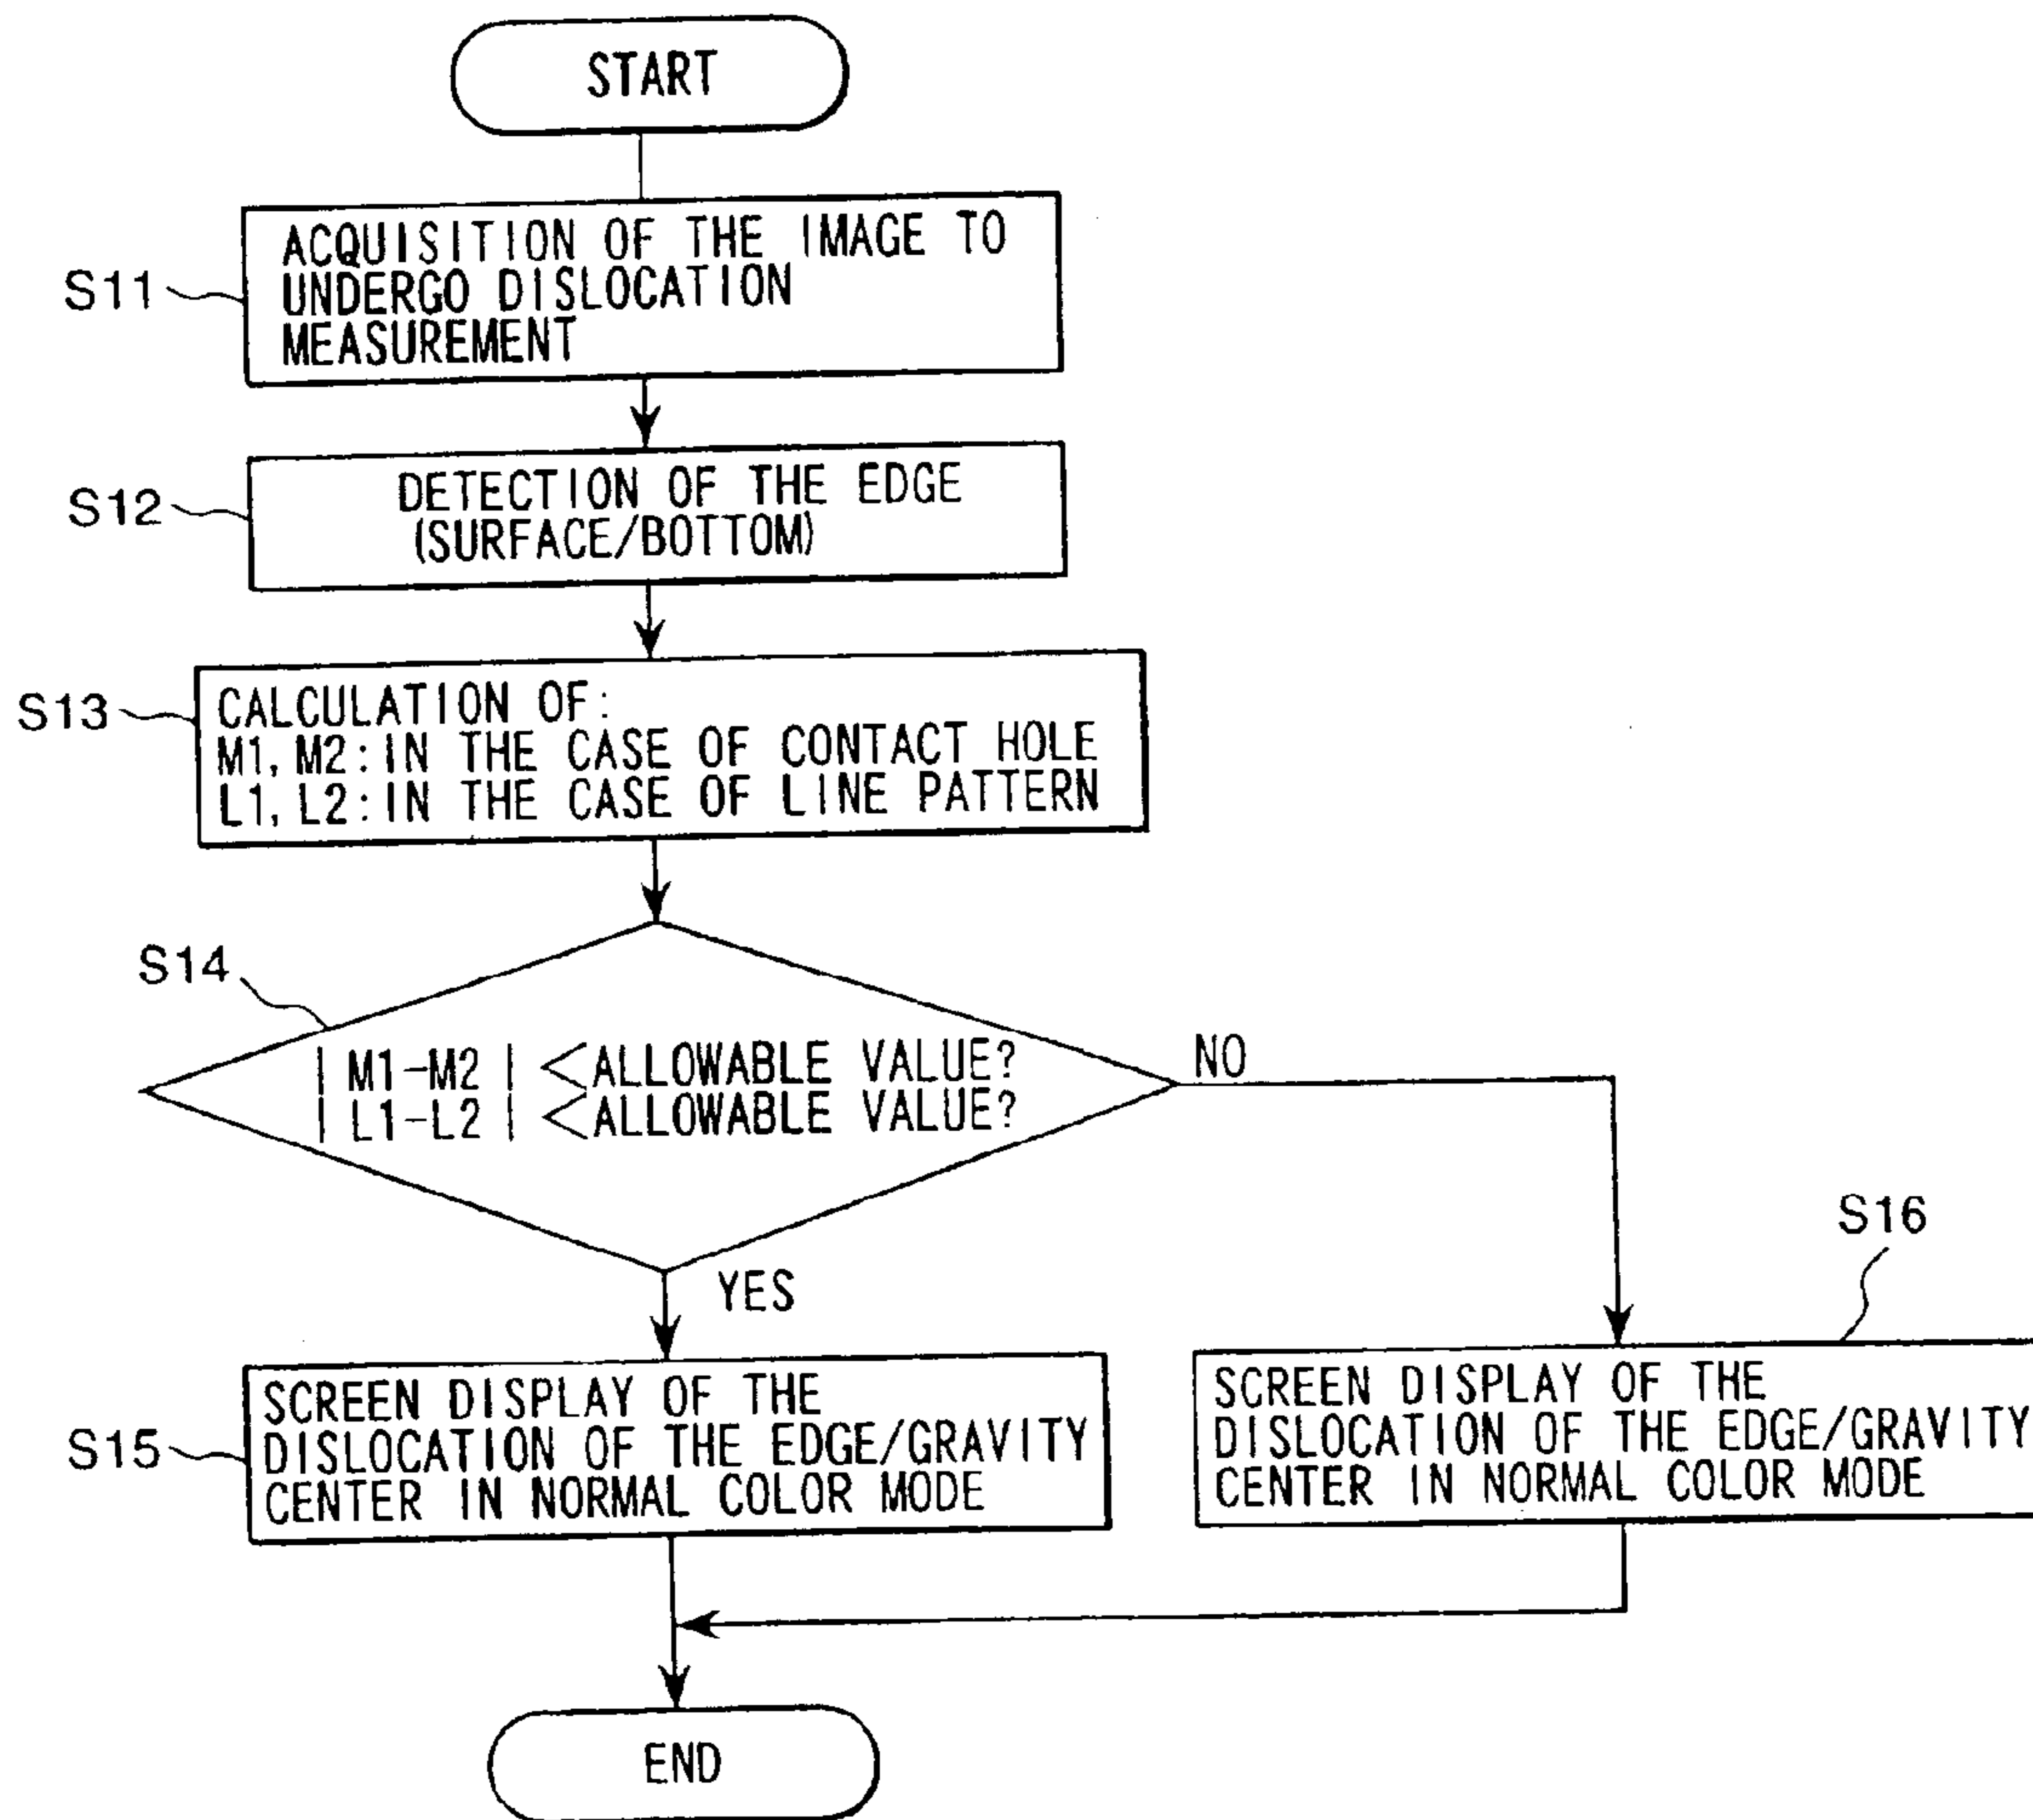 START
S11
ACQUISITION OF THE IMAGE TO
UNDERGO DISLOCATION
MEASUREMENT
S12
DETECTION OF THE EDGE
(SURFACE/BOTTOM)
S13
CALCULATION OF:
M1, M2:IN THE CASE OF CONTACT HOLE
L1, L2:IN THE CASE OF LINE PATTERN
S14
| M1-M2 | <ALLOWABLE VALUE?
| L1-L2 | <ALLOWABLE VALUE?
NO
YES
S15
SCREEN DISPLAY OF THE
DISLOCATION OF THE EDGE/GRAVITY
CENTER IN NORMAL COLOR MODE
S16
SCREEN DISPLAY OF THE
DISLOCATION OF THE EDGE/GRAVITY
CENTER IN NORMAL COLOR MODE
END